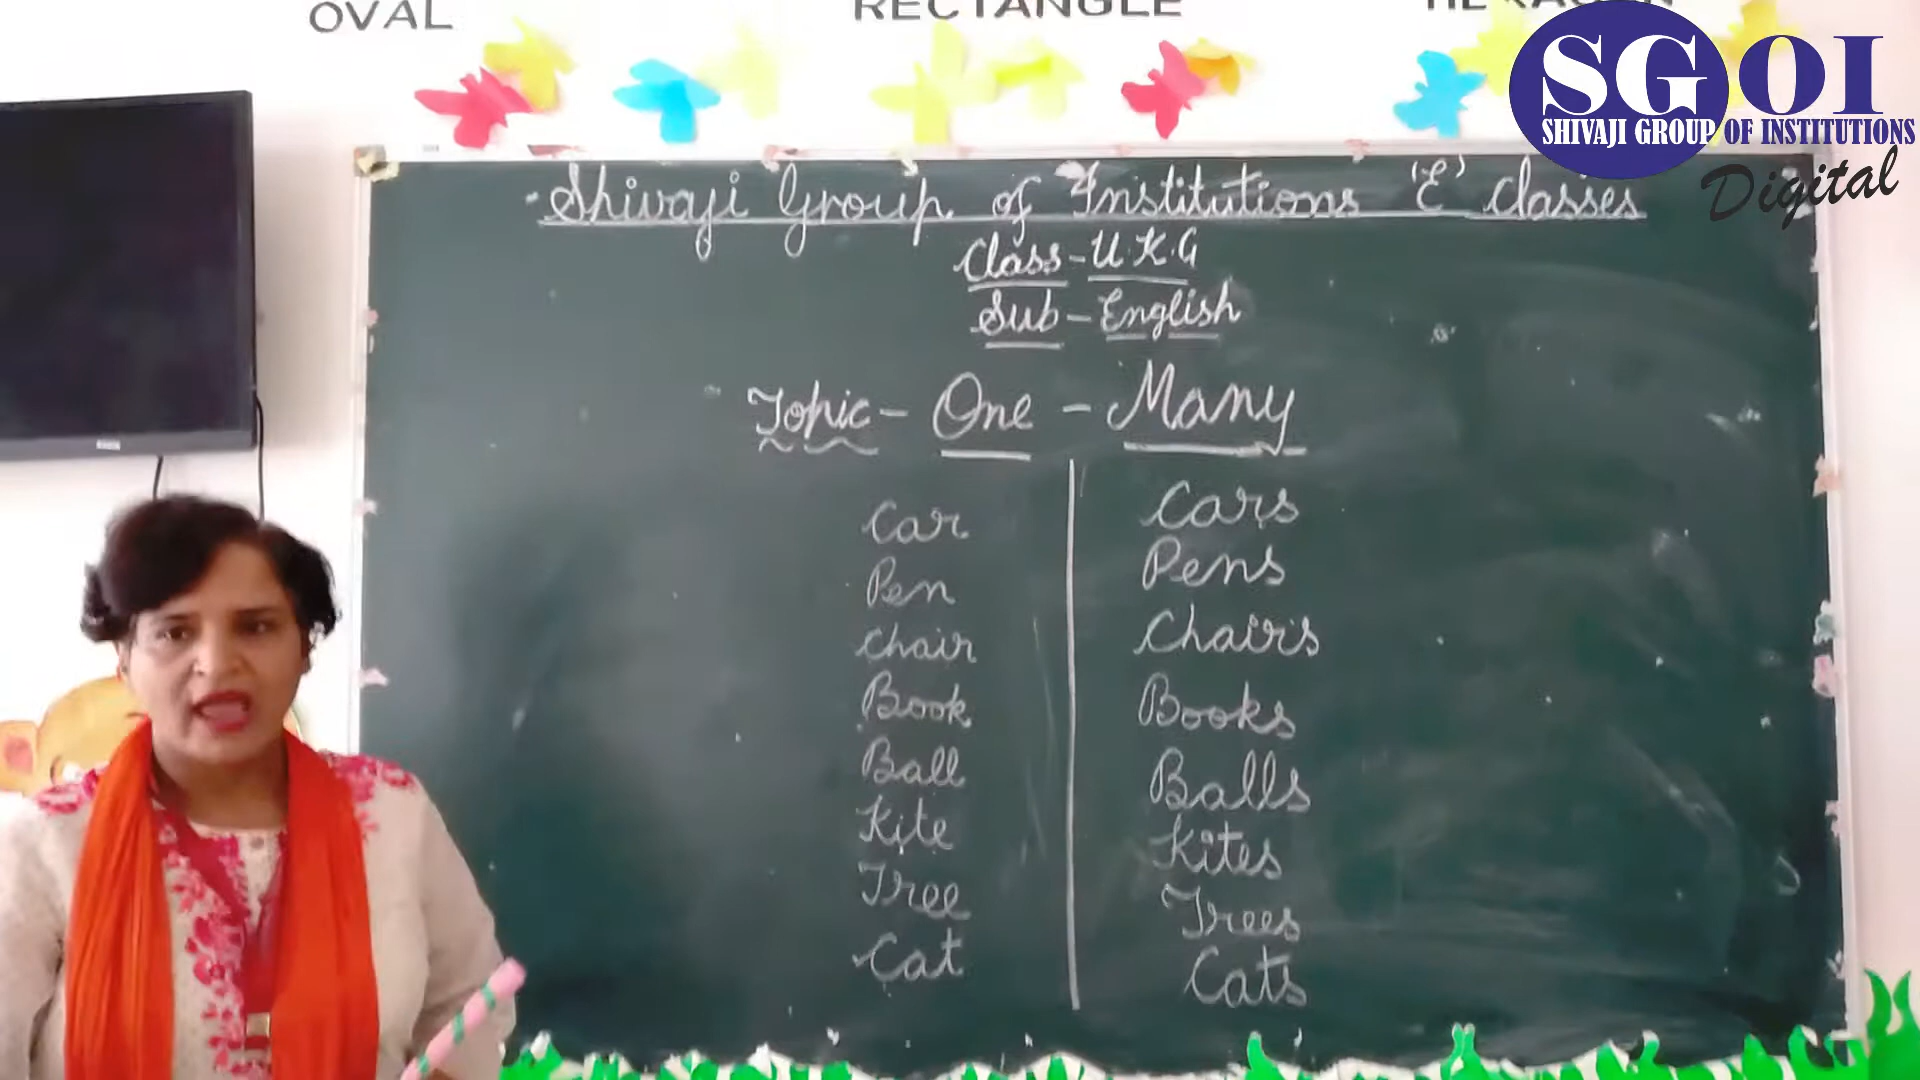 OVAL RECTANGLE
SGOI
SHIVAJI GROUP OF INSTITUTIONS
Digital
Shivaji Group of Institutions 'E' classes
Class - U.K.G
Sub - English
Topic - One - Many
Car Cars
Pen Pens
Chair Chairs
Book Books
Ball Balls
Kite Kites
Tree Trees
Cat Cats
s